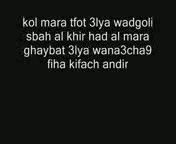 kol mara tfot 3lya wadgoli
sbah al khir had al mara
ghaybat 3lya wana3cha9
fiha kifach andir